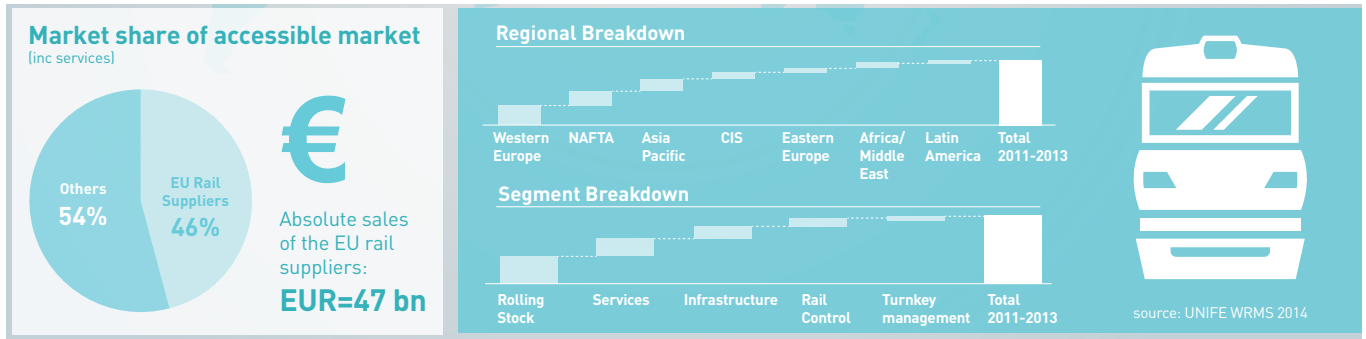 Market share of accessible market
(inc services)
Others
54%
EU Rail
Suppliers
46%
€
Absolute sales
of the EU rail
suppliers:
EUR=47 bn
Regional Breakdown
Western
Europe
NAFTA
Asia
Pacific
CIS
Eastern
Europe
Africa/
Middle
East
Latin
America
Total
2011-2013
Segment Breakdown
Rolling
Stock
Services
Infrastructure
Rail
Control
Turnkey
management
Total
2011-2013
source: UNIFE WRMS 2014